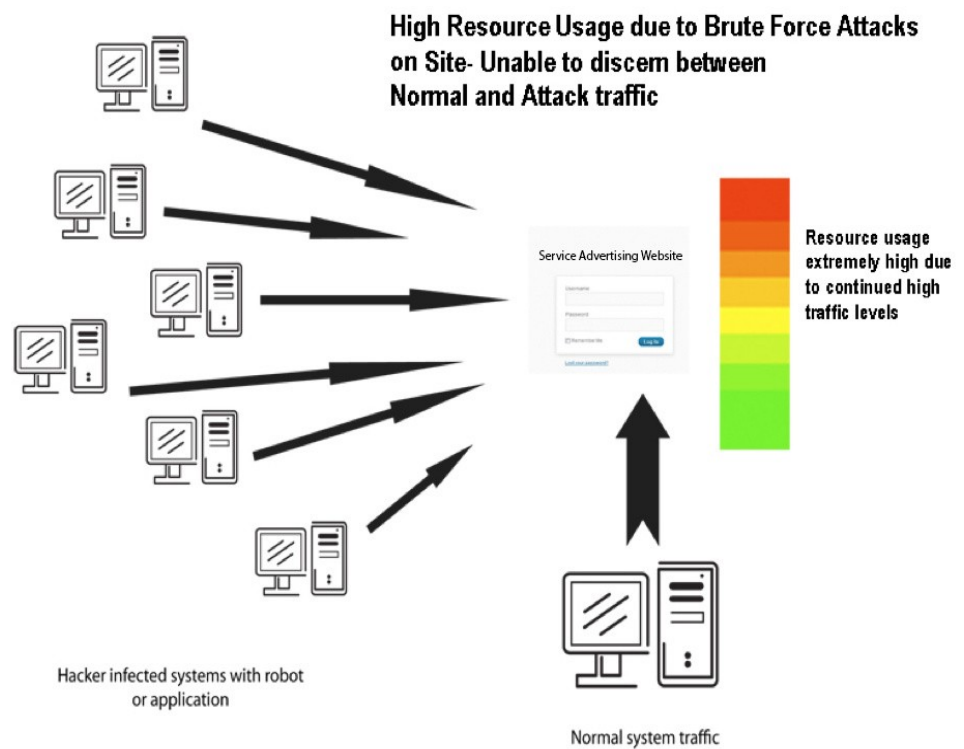 High Resource Usage due to Brute Force Attacks
on Site- Unable to discern between
Normal and Attack traffic
Service Advertising Website
Username
Password
Remember Me
Log In
Lost your password?
Resource usage
extremely high due
to continued high
traffic levels
Hacker infected systems with robot
or application
Normal system traffic